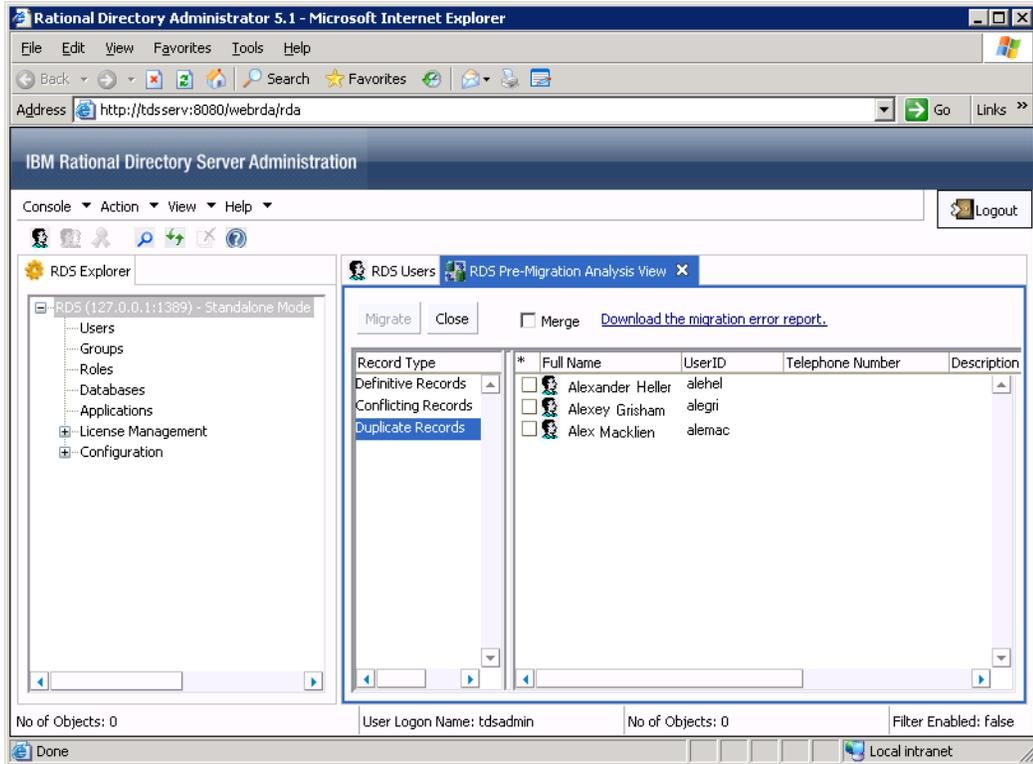 Rational Directory Administrator 5.1 - Microsoft Internet Explorer
File Edit View Favorites Tools Help
Back Search Favorites
Address http://tdsserv:8080/webrda/rda Go Links »
IBM Rational Directory Server Administration
Console Action View Help
Logout
RDS Explorer
RDS (127.0.0.1:1389) - Standalone Mode
Users
Groups
Roles
Databases
Applications
License Management
Configuration
RDS Users RDS Pre-Migration Analysis View
Migrate Close Merge Download the migration error report.
Record Type
Definitive Records
Conflicting Records
Duplicate Records
* Full Name UserID Telephone Number Description
Alexander Heller alehel
Alexey Grisham alegri
Alex Macklien alemac
No of Objects: 0 User Logon Name: tdsadmin No of Objects: 0 Filter Enabled: false
Done Local intranet